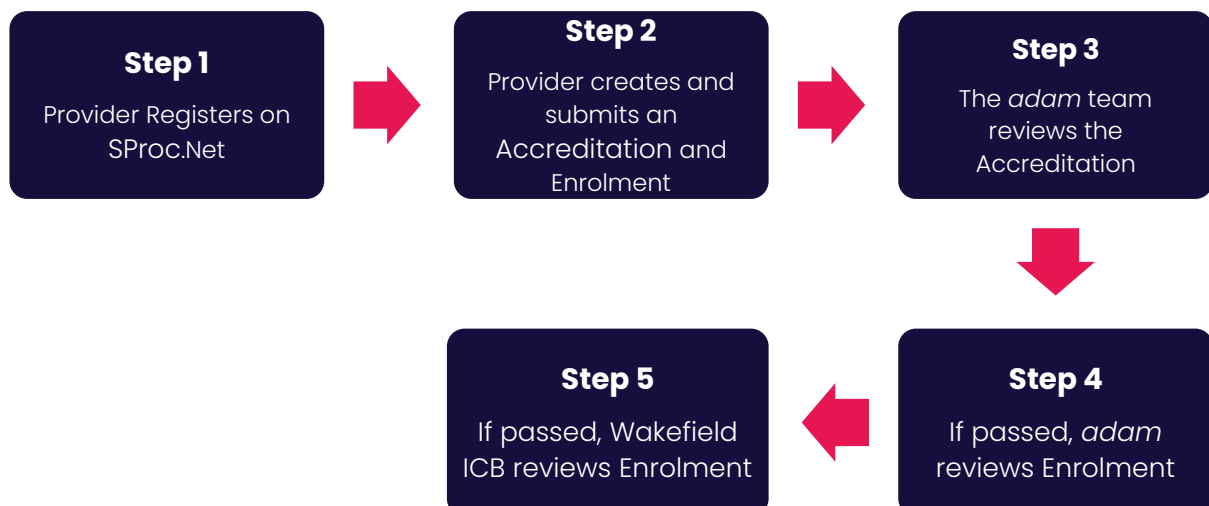 Step 1
Provider Registers on
SProc.Net
Step 2
Provider creates and
submits an
Accreditation and
Enrolment
Step 3
The adam team
reviews the
Accreditation
Step 4
If passed, adam
reviews Enrolment
Step 5
If passed, Wakefield
ICB reviews Enrolment